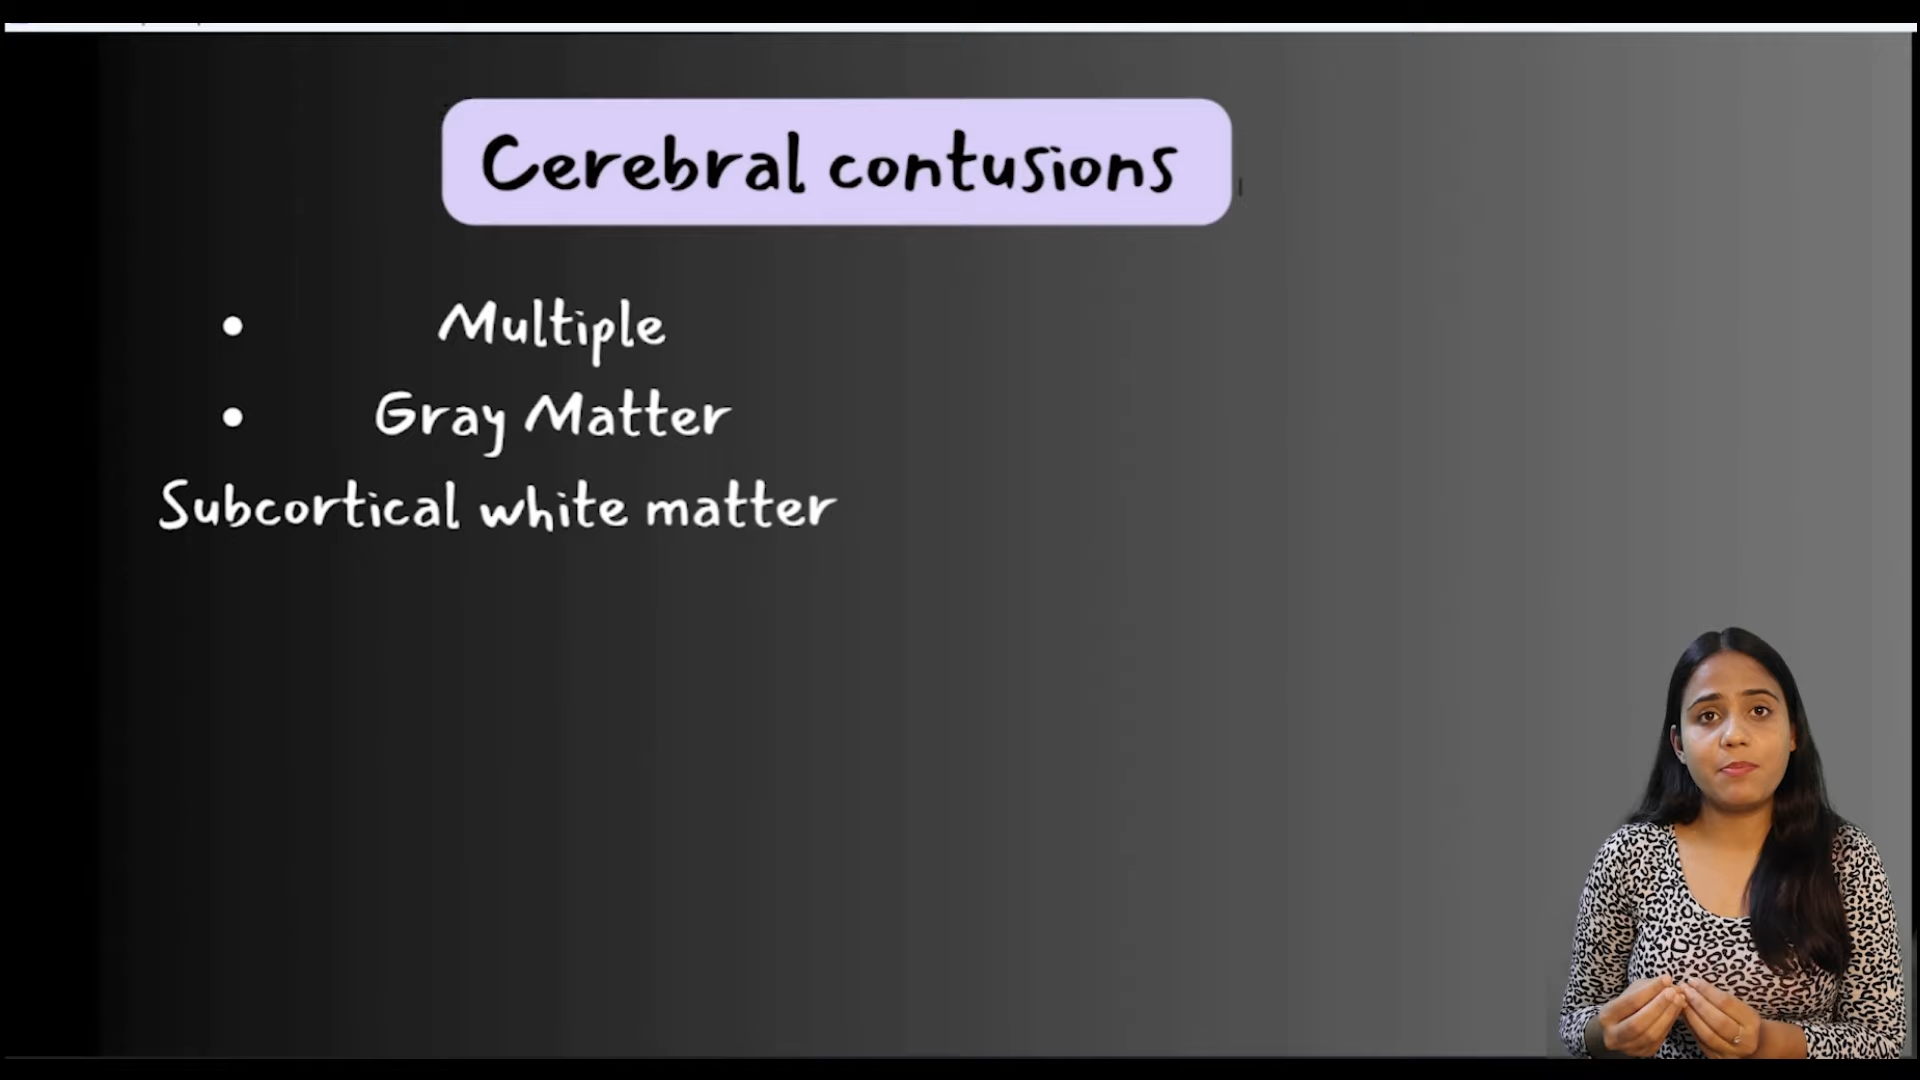 Cerebral contusions
• Multiple
• Gray Matter
Subcortical white matter